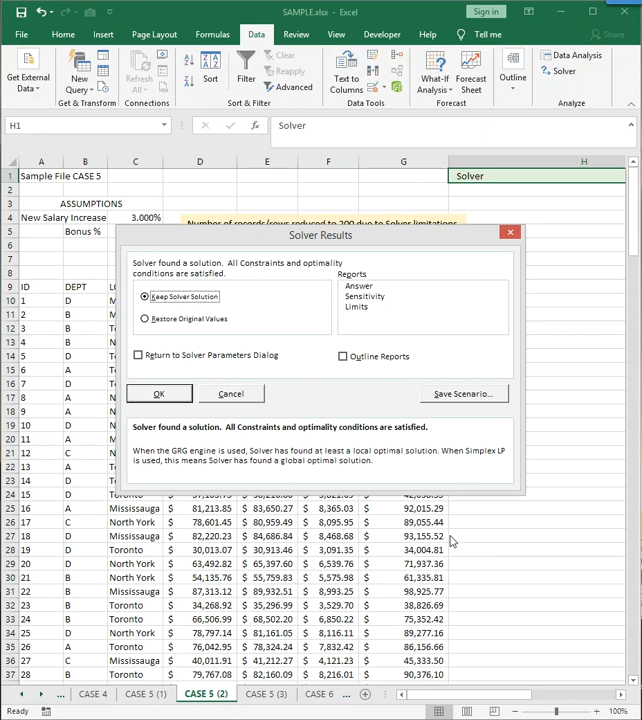 SAMPLE.xlsx - Excel
Sign in
File Home Insert Page Layout Formulas Data Review View Developer Help Tell me Share
Get External Data
New Query
Get & Transform
Refresh All
Connections
Sort
Filter
Clear
Reapply
Advanced
Sort & Filter
Text to Columns
Data Tools
What-If Analysis
Forecast Sheet
Forecast
Outline
Data Analysis
Solver
Analyze
H1
Solver
A B C D E F G H
1 Sample File CASE 5 Solver
2
3 ASSUMPTIONS
4 New Salary Increase 3.000% Number of records/rows reduced to 200 due to Solver limitations
5 Bonus %
6
7
8
9 ID DEPT
10 1 D
11 2 B
12 3 B
13 4 B
14 5 D
15 6 A
16 7 D
17 8 A
18 9 A
19 10 D
20 11 A
21 12 C
22 13 A
23 14 D
24 15 D Toronto
25 16 A Mississauga $ 81,213.85 $ 83,650.27 $ 8,365.03 $ 92,015.29
26 17 C North York $ 78,601.45 $ 80,959.49 $ 8,095.95 $ 89,055.44
27 18 D Mississauga $ 82,220.23 $ 84,686.84 $ 8,468.68 $ 93,155.52
28 19 D Toronto $ 30,013.07 $ 30,913.46 $ 3,091.35 $ 34,004.81
29 20 D North York $ 63,492.82 $ 65,397.60 $ 6,539.76 $ 71,937.36
30 21 B North York $ 54,135.76 $ 55,759.83 $ 5,575.98 $ 61,335.81
31 22 B Mississauga $ 87,313.12 $ 89,932.51 $ 8,993.25 $ 98,925.77
32 23 B Toronto $ 34,268.92 $ 35,296.99 $ 3,529.70 $ 38,826.69
33 24 B Toronto $ 66,506.99 $ 68,502.20 $ 6,850.22 $ 75,352.42
34 25 D North York $ 78,797.14 $ 81,161.05 $ 8,116.11 $ 89,277.16
35 26 A Toronto $ 76,042.95 $ 78,324.24 $ 7,832.42 $ 86,156.66
36 27 C Mississauga $ 40,011.91 $ 41,212.27 $ 4,121.23 $ 45,333.50
37 28 B Toronto $ 79,767.08 $ 82,160.09 $ 8,216.01 $ 90,376.10
Solver Results
Solver found a solution. All Constraints and optimality conditions are satisfied.
Keep Solver Solution
Restore Original Values
Reports
Answer
Sensitivity
Limits
Return to Solver Parameters Dialog
Outline Reports
OK
Cancel
Save Scenario...
Solver found a solution. All Constraints and optimality conditions are satisfied.
When the GRG engine is used, Solver has found at least a local optimal solution. When Simplex LP
is used, this means Solver has found a global optimal solution.
... CASE 4 CASE 5 (1) CASE 5 (2) CASE 5 (3) CASE 6 ...
Ready
100%